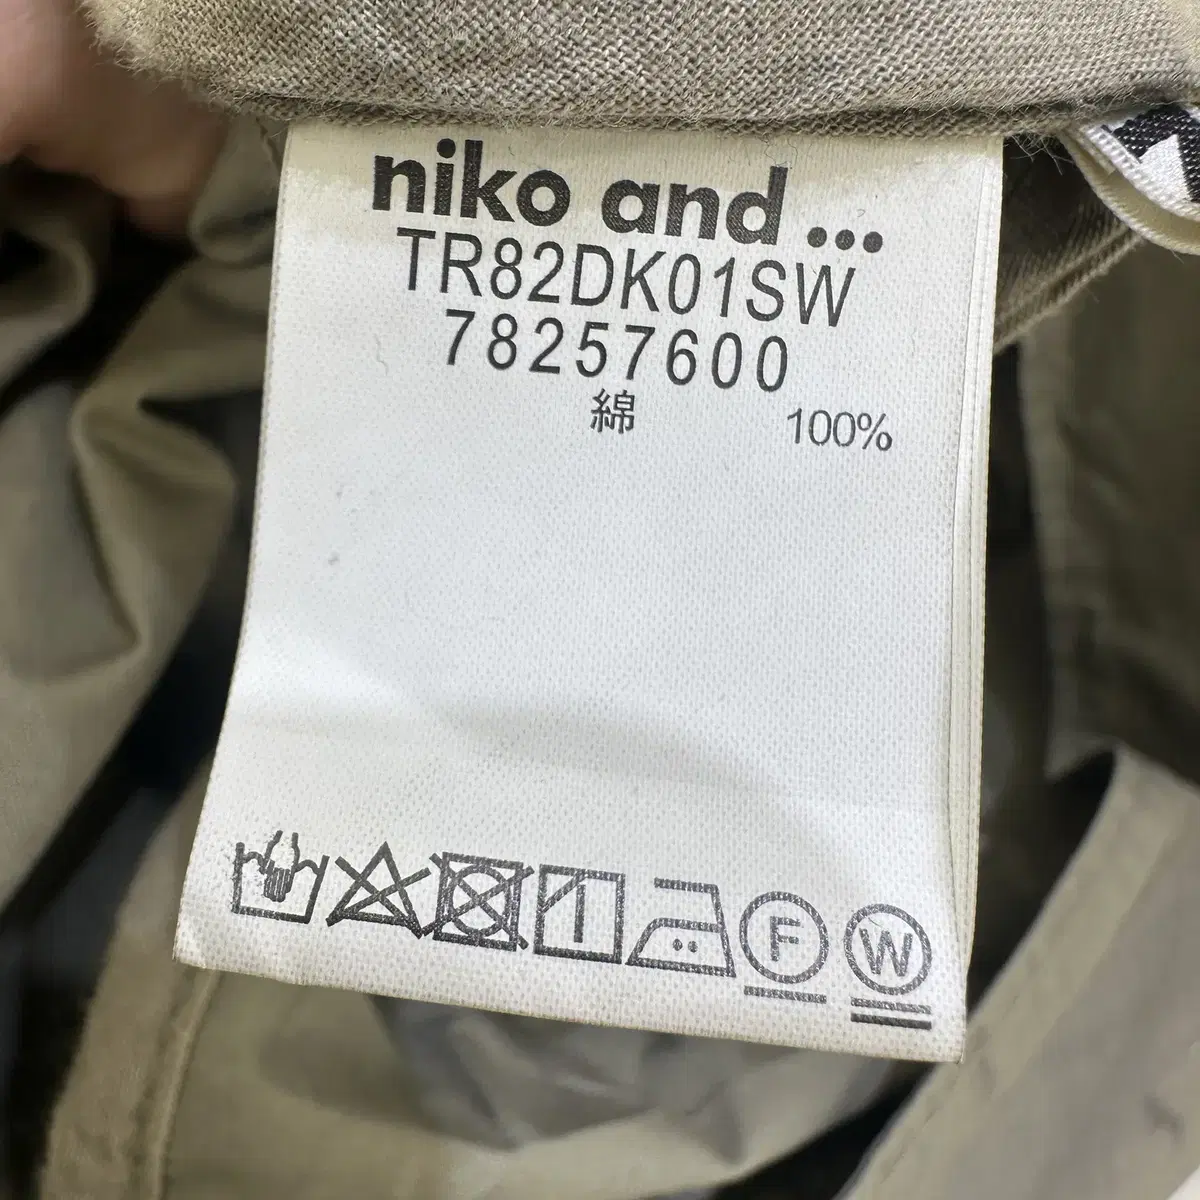 niko and ...
TR82DK01SW
78257600
綿 100%
F W